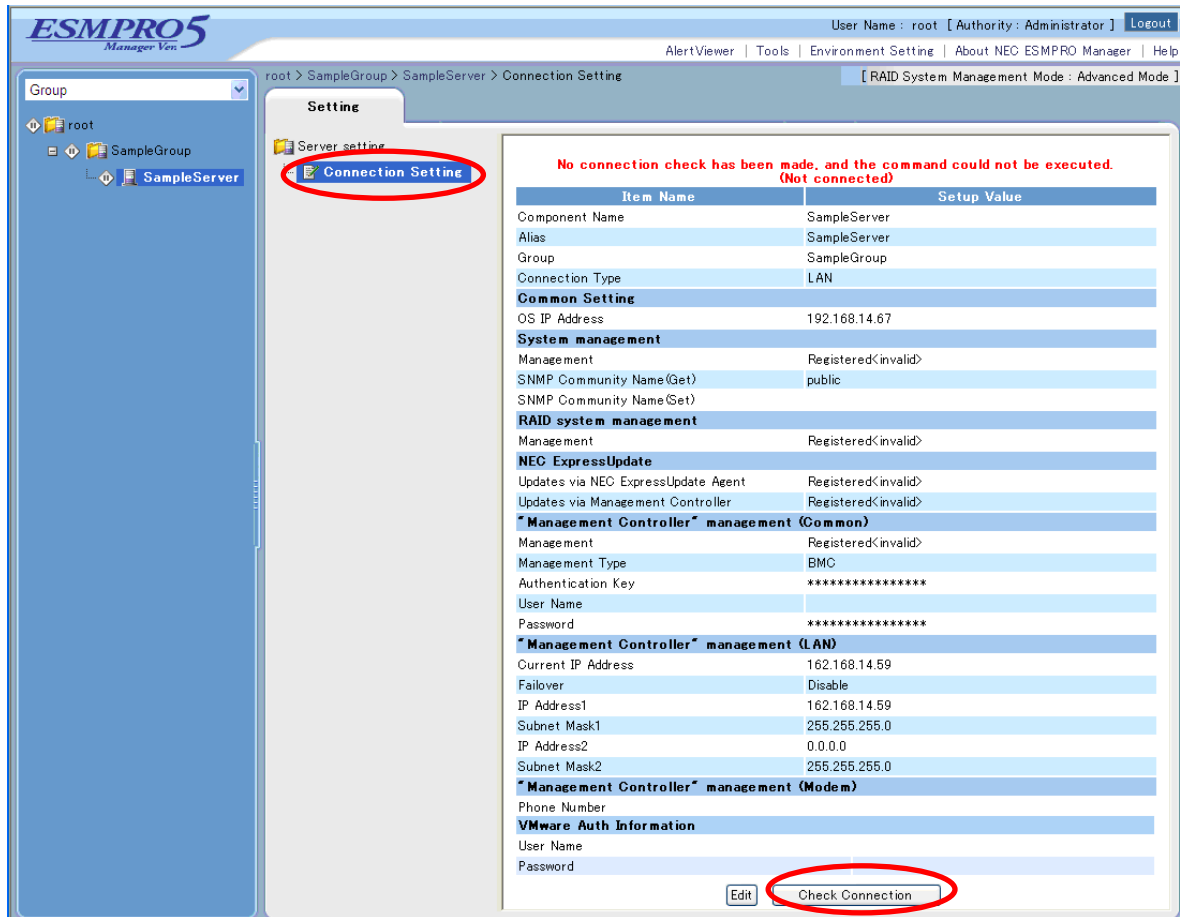 ESMPRO5
Manager Ver.
User Name : root [ Authority : Administrator ] Logout
AlertViewer | Tools | Environment Setting | About NEC ESMPRO Manager | Help
root > SampleGroup > SampleServer > Connection Setting
[ RAID System Management Mode : Advanced Mode ]
Group
root
SampleGroup
SampleServer
Setting
Server setting
Connection Setting
No connection check has been made, and the command could not be executed.
(Not connected)
Item Name Setup Value
Component Name SampleServer
Alias SampleServer
Group SampleGroup
Connection Type LAN
Common Setting
OS IP Address 192.168.14.67
System management
Management Registered<invalid>
SNMP Community Name(Get) public
SNMP Community Name(Set)
RAID system management
Management Registered<invalid>
NEC ExpressUpdate
Updates via NEC ExpressUpdate Agent Registered<invalid>
Updates via Management Controller Registered<invalid>
"Management Controller" management (Common)
Management Registered<invalid>
Management Type BMC
Authentication Key ****************
User Name
Password ****************
"Management Controller" management (LAN)
Current IP Address 162.168.14.59
Failover Disable
IP Address1 162.168.14.59
Subnet Mask1 255.255.255.0
IP Address2 0.0.0.0
Subnet Mask2 255.255.255.0
"Management Controller" management (Modem)
Phone Number
VMware Auth Information
User Name
Password
Edit Check Connection